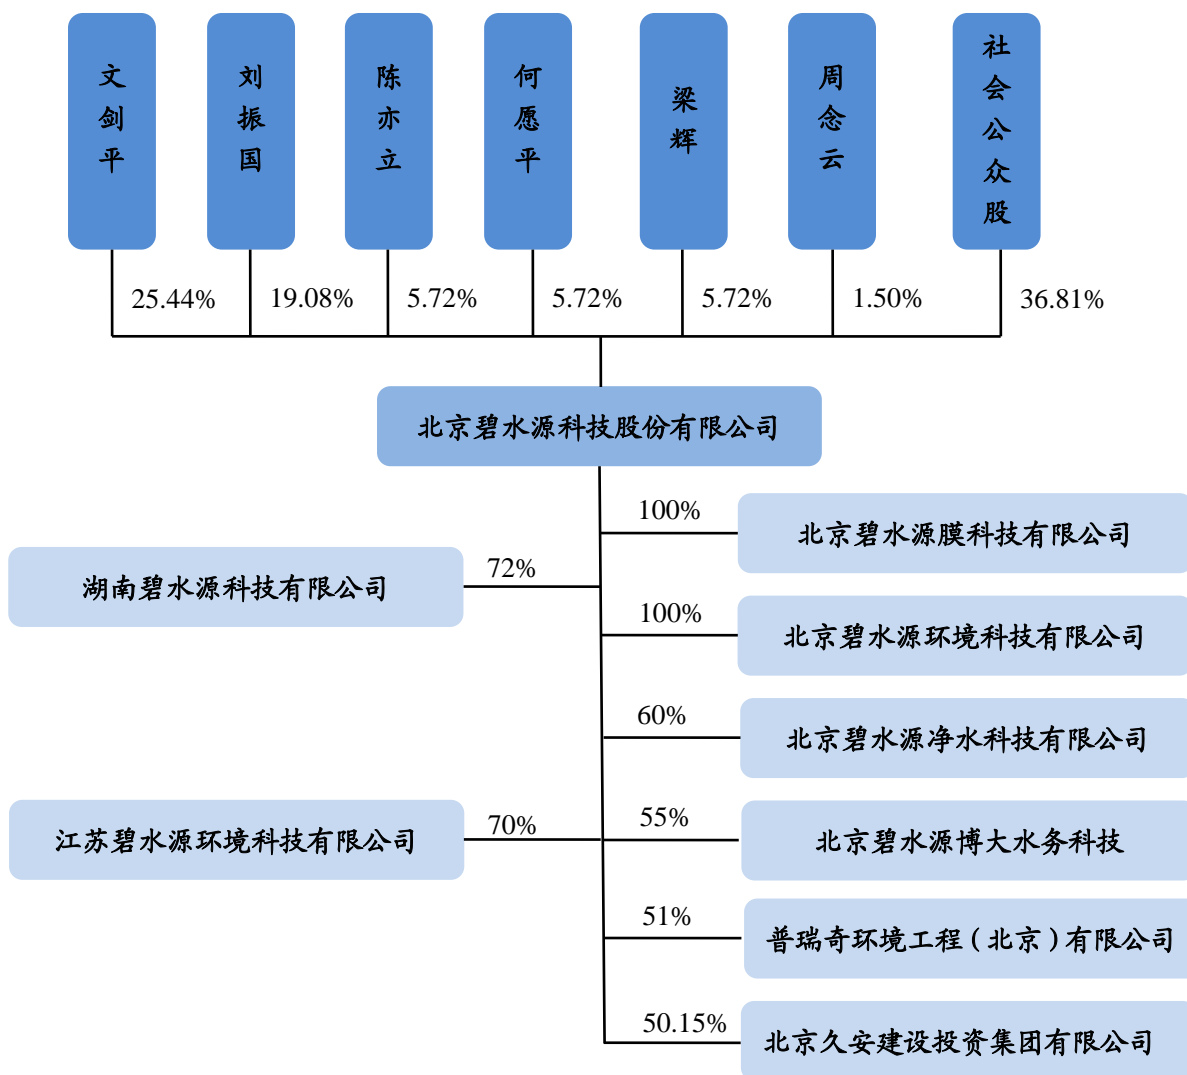 文剑平
刘振国
陈亦立
何愿平
梁辉
周念云
社会公众股
25.44%
19.08%
5.72%
5.72%
5.72%
1.50%
36.81%
北京碧水源科技股份有限公司
100%
北京碧水源膜科技有限公司
72%
湖南碧水源科技有限公司
100%
北京碧水源环境科技有限公司
60%
北京碧水源净水科技有限公司
70%
江苏碧水源环境科技有限公司
55%
北京碧水源博大水务科技
51%
普瑞奇环境工程（北京）有限公司
50.15%
北京久安建设投资集团有限公司